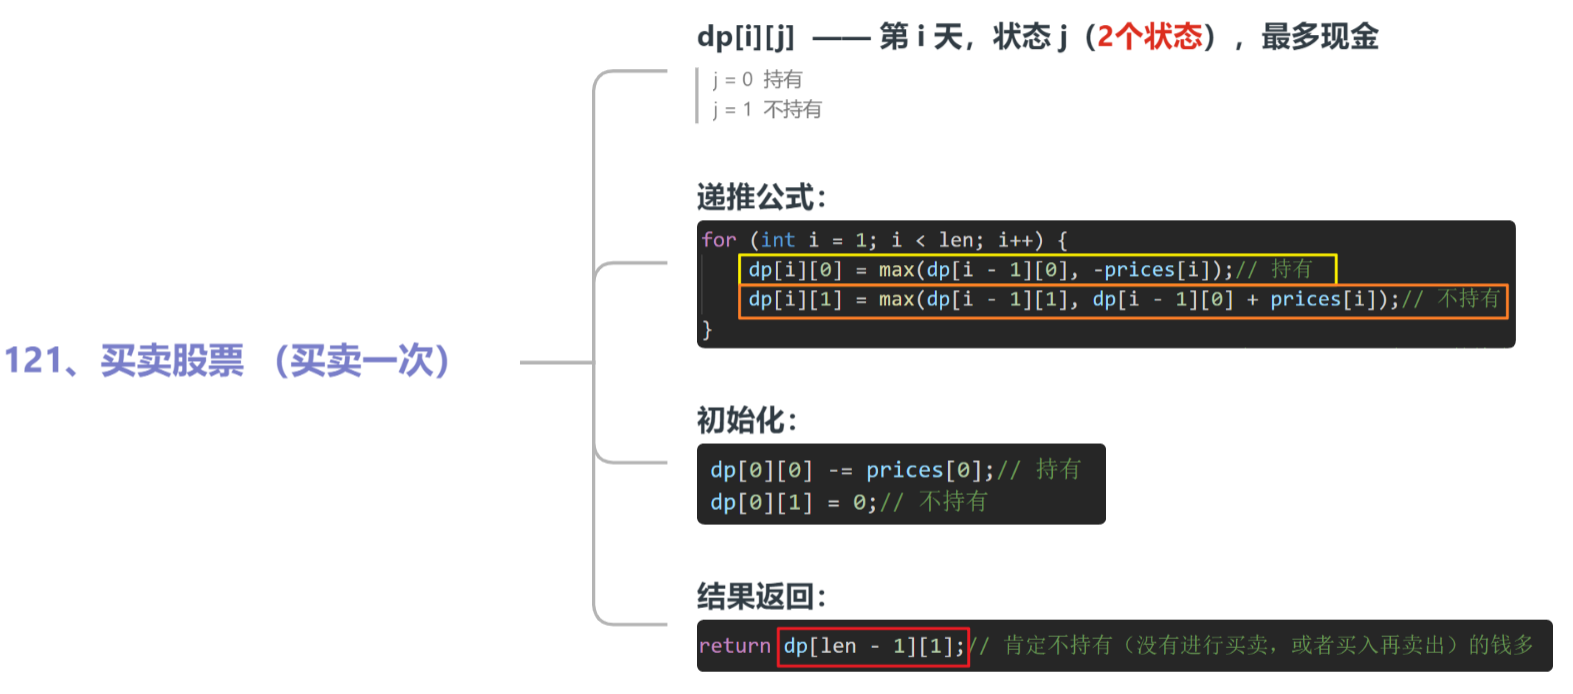 dp[i][j] —— 第 i 天，状态 j（2个状态），最多现金
j = 0 持有
j = 1 不持有
递推公式：
for (int i = 1; i < len; i++) {
dp[i][0] = max(dp[i - 1][0], -prices[i]);// 持有
dp[i][1] = max(dp[i - 1][1], dp[i - 1][0] + prices[i]);// 不持有
}
121、买卖股票 （买卖一次）
初始化：
dp[0][0] -= prices[0];// 持有
dp[0][1] = 0;// 不持有
结果返回：
return dp[len - 1][1];// 肯定不持有（没有进行买卖，或者买入再卖出）的钱多